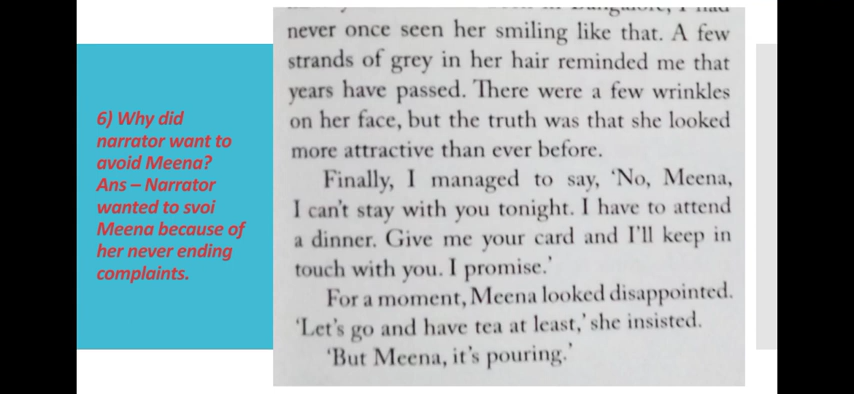 6) Why did
narrator want to
avoid Meena?
Ans – Narrator
wanted to svoi
Meena because of
her never ending
complaints.
never once seen her smiling like that. A few
strands of grey in her hair reminded me that
years have passed. There were a few wrinkles
on her face, but the truth was that she looked
more attractive than ever before.
Finally, I managed to say, ‘No, Meena,
I can’t stay with you tonight. I have to attend
a dinner. Give me your card and I’ll keep in
touch with you. I promise.’
For a moment, Meena looked disappointed.
‘Let’s go and have tea at least,’ she insisted.
‘But Meena, it’s pouring.’